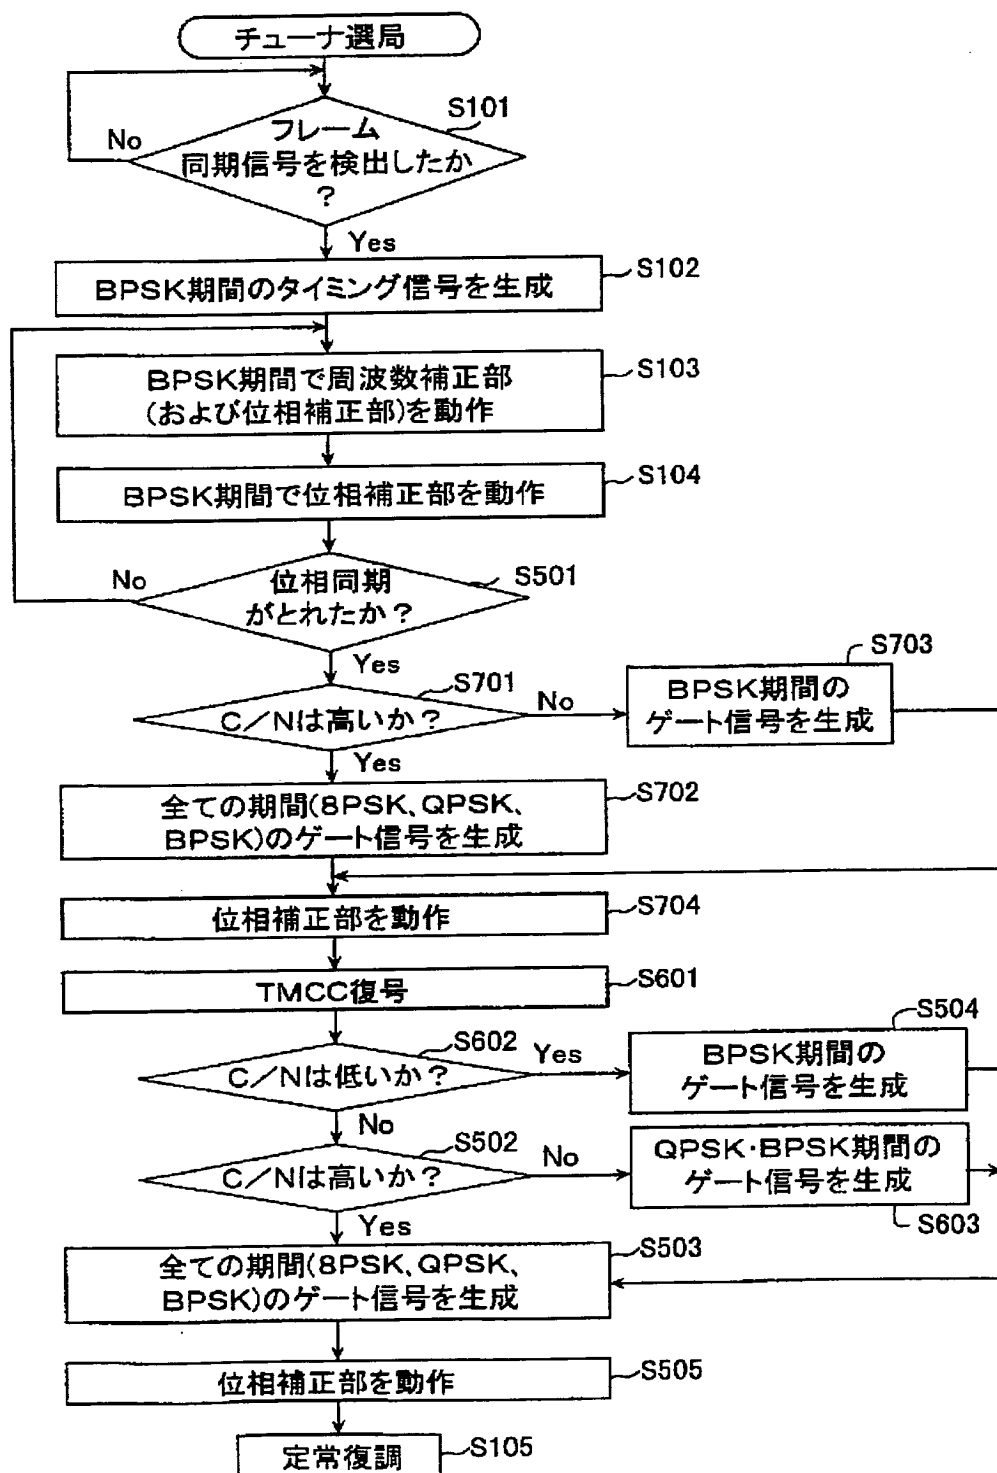 チューナ選局
S101
No
フレーム
同期信号を検出したか
?
Yes
BPSK期間のタイミング信号を生成
S102
BPSK期間で周波数補正部
(および位相補正部)を動作
S103
BPSK期間で位相補正部を動作
S104
No
位相同期
がとれたか?
S501
Yes
C/Nは高いか?
S701
No
BPSK期間の
ゲート信号を生成
S703
Yes
全ての期間(8PSK、QPSK、
BPSK)のゲート信号を生成
S702
位相補正部を動作
S704
TMCC復号
S601
C/Nは低いか?
S602
Yes
BPSK期間の
ゲート信号を生成
S504
No
C/Nは高いか?
S502
No
QPSK・BPSK期間の
ゲート信号を生成
S603
Yes
全ての期間(8PSK、QPSK、
BPSK)のゲート信号を生成
S503
位相補正部を動作
S505
定常復調
S105